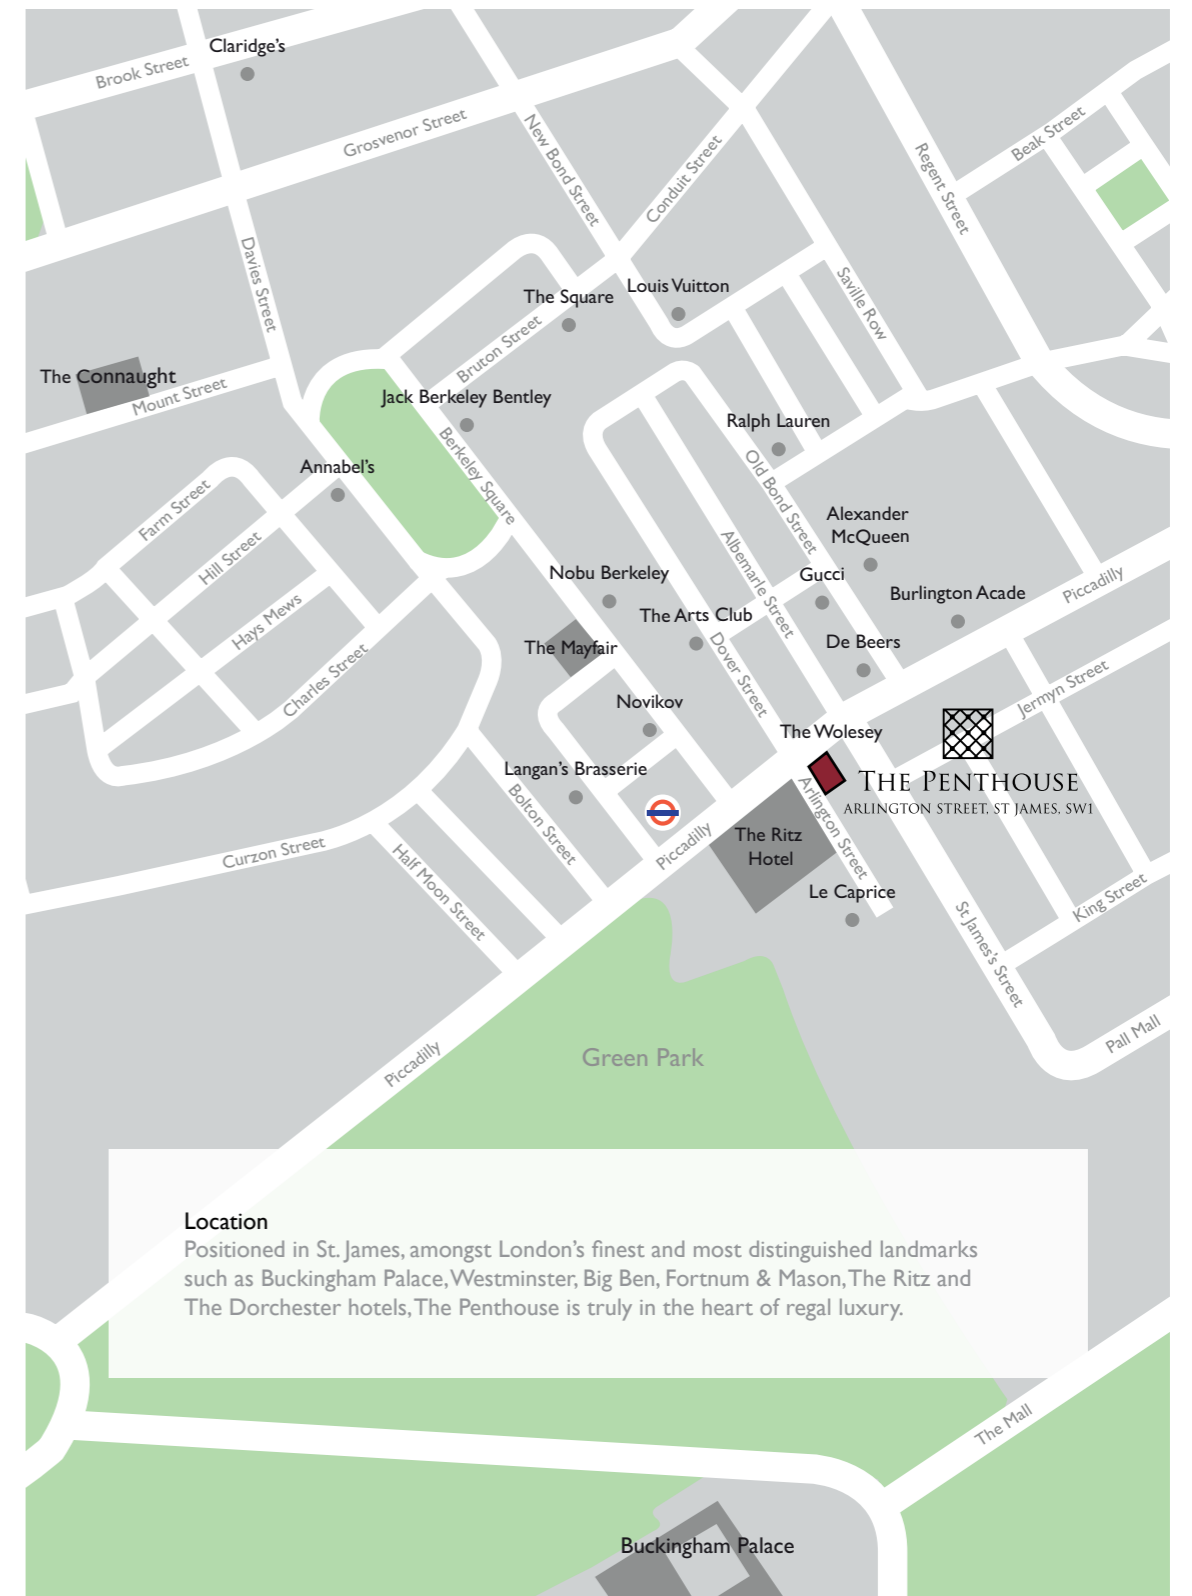 Claridge's
Brook Street
Grosvenor Street
New Bond Street
Conduit Street
Regent Street
Beak Street
Davies Street
The Square
Louis Vuitton
Saville Row
Bruton Street
The Connaught
Mount Street
Jack Berkeley Bentley
Ralph Lauren
Berkeley Square
Annabel's
Old Bond Street
Farm Street
Hill Street
Alexander
McQueen
Albemarle Street
Nobu Berkeley
Gucci
Burlington Acade
Piccadilly
Hays Mews
The Arts Club
De Beers
The Mayfair
Dover Street
Charles Street
Jermyn Street
Novikov
The Wolesey
Langan's Brasserie
THE PENTHOUSE
ARLINGTON STREET, ST JAMES, SW1
Bolton Street
Arlington Street
Piccadilly
The Ritz
Hotel
Curzon Street
Half Moon Street
Le Caprice
King Street
St James's Street
Pall Mall
Green Park
Piccadilly
Location
Positioned in St. James, amongst London's finest and most distinguished landmarks
such as Buckingham Palace, Westminster, Big Ben, Fortnum & Mason, The Ritz and
The Dorchester hotels, The Penthouse is truly in the heart of regal luxury.
The Mall
Buckingham Palace